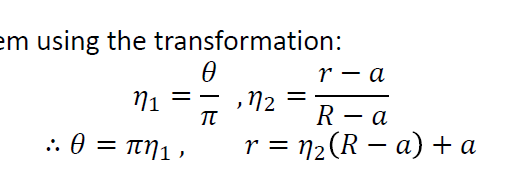 em using the transformation:
η₁ = θ/π , η₂ = (r − a)/(R − a)
∴ θ = πη₁ , r = η₂(R − a) + a